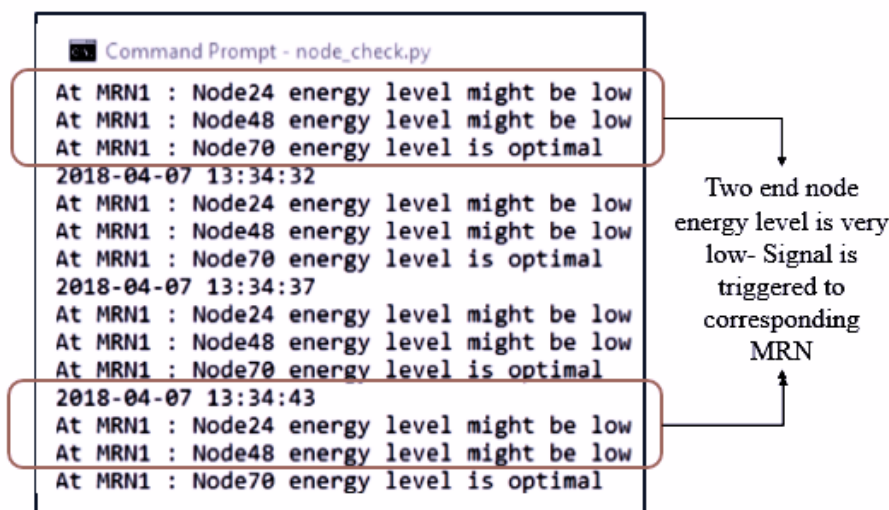 Command Prompt - node_check.py
At MRN1 : Node24 energy level might be low
At MRN1 : Node48 energy level might be low
At MRN1 : Node70 energy level is optimal
2018-04-07 13:34:32
At MRN1 : Node24 energy level might be low
At MRN1 : Node48 energy level might be low
At MRN1 : Node70 energy level is optimal
2018-04-07 13:34:37
At MRN1 : Node24 energy level might be low
At MRN1 : Node48 energy level might be low
At MRN1 : Node70 energy level is optimal
2018-04-07 13:34:43
At MRN1 : Node24 energy level might be low
At MRN1 : Node48 energy level might be low
At MRN1 : Node70 energy level is optimal
Two end node
energy level is very
low- Signal is
triggered to
corresponding
MRN